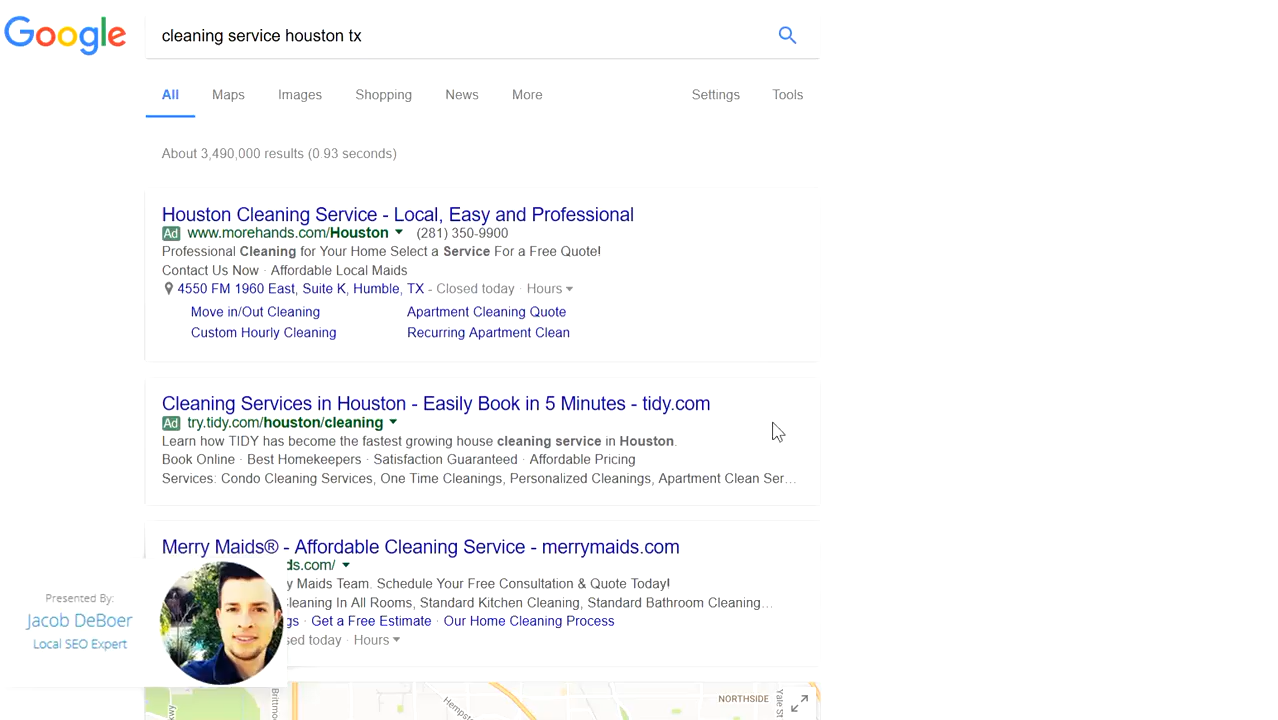 Google
cleaning service houston tx
All Maps Images Shopping News More Settings Tools
About 3,490,000 results (0.93 seconds)
Houston Cleaning Service - Local, Easy and Professional
Ad www.morehands.com/Houston (281) 350-9900
Professional Cleaning for Your Home Select a Service For a Free Quote!
Contact Us Now · Affordable Local Maids
4550 FM 1960 East, Suite K, Humble, TX - Closed today · Hours
Move in/Out Cleaning Apartment Cleaning Quote
Custom Hourly Cleaning Recurring Apartment Clean
Cleaning Services in Houston - Easily Book in 5 Minutes - tidy.com
Ad try.tidy.com/houston/cleaning
Learn how TIDY has become the fastest growing house cleaning service in Houston.
Book Online · Best Homekeepers · Satisfaction Guaranteed · Affordable Pricing
Services: Condo Cleaning Services, One Time Cleanings, Personalized Cleanings, Apartment Clean Ser...
Merry Maids® - Affordable Cleaning Service - merrymaids.com
ds.com/
y Maids Team. Schedule Your Free Consultation & Quote Today!
leaning In All Rooms, Standard Kitchen Cleaning, Standard Bathroom Cleaning...
gs · Get a Free Estimate · Our Home Cleaning Process
sed today · Hours
Presented By:
Jacob DeBoer
Local SEO Expert
NORTHSIDE
Yale St